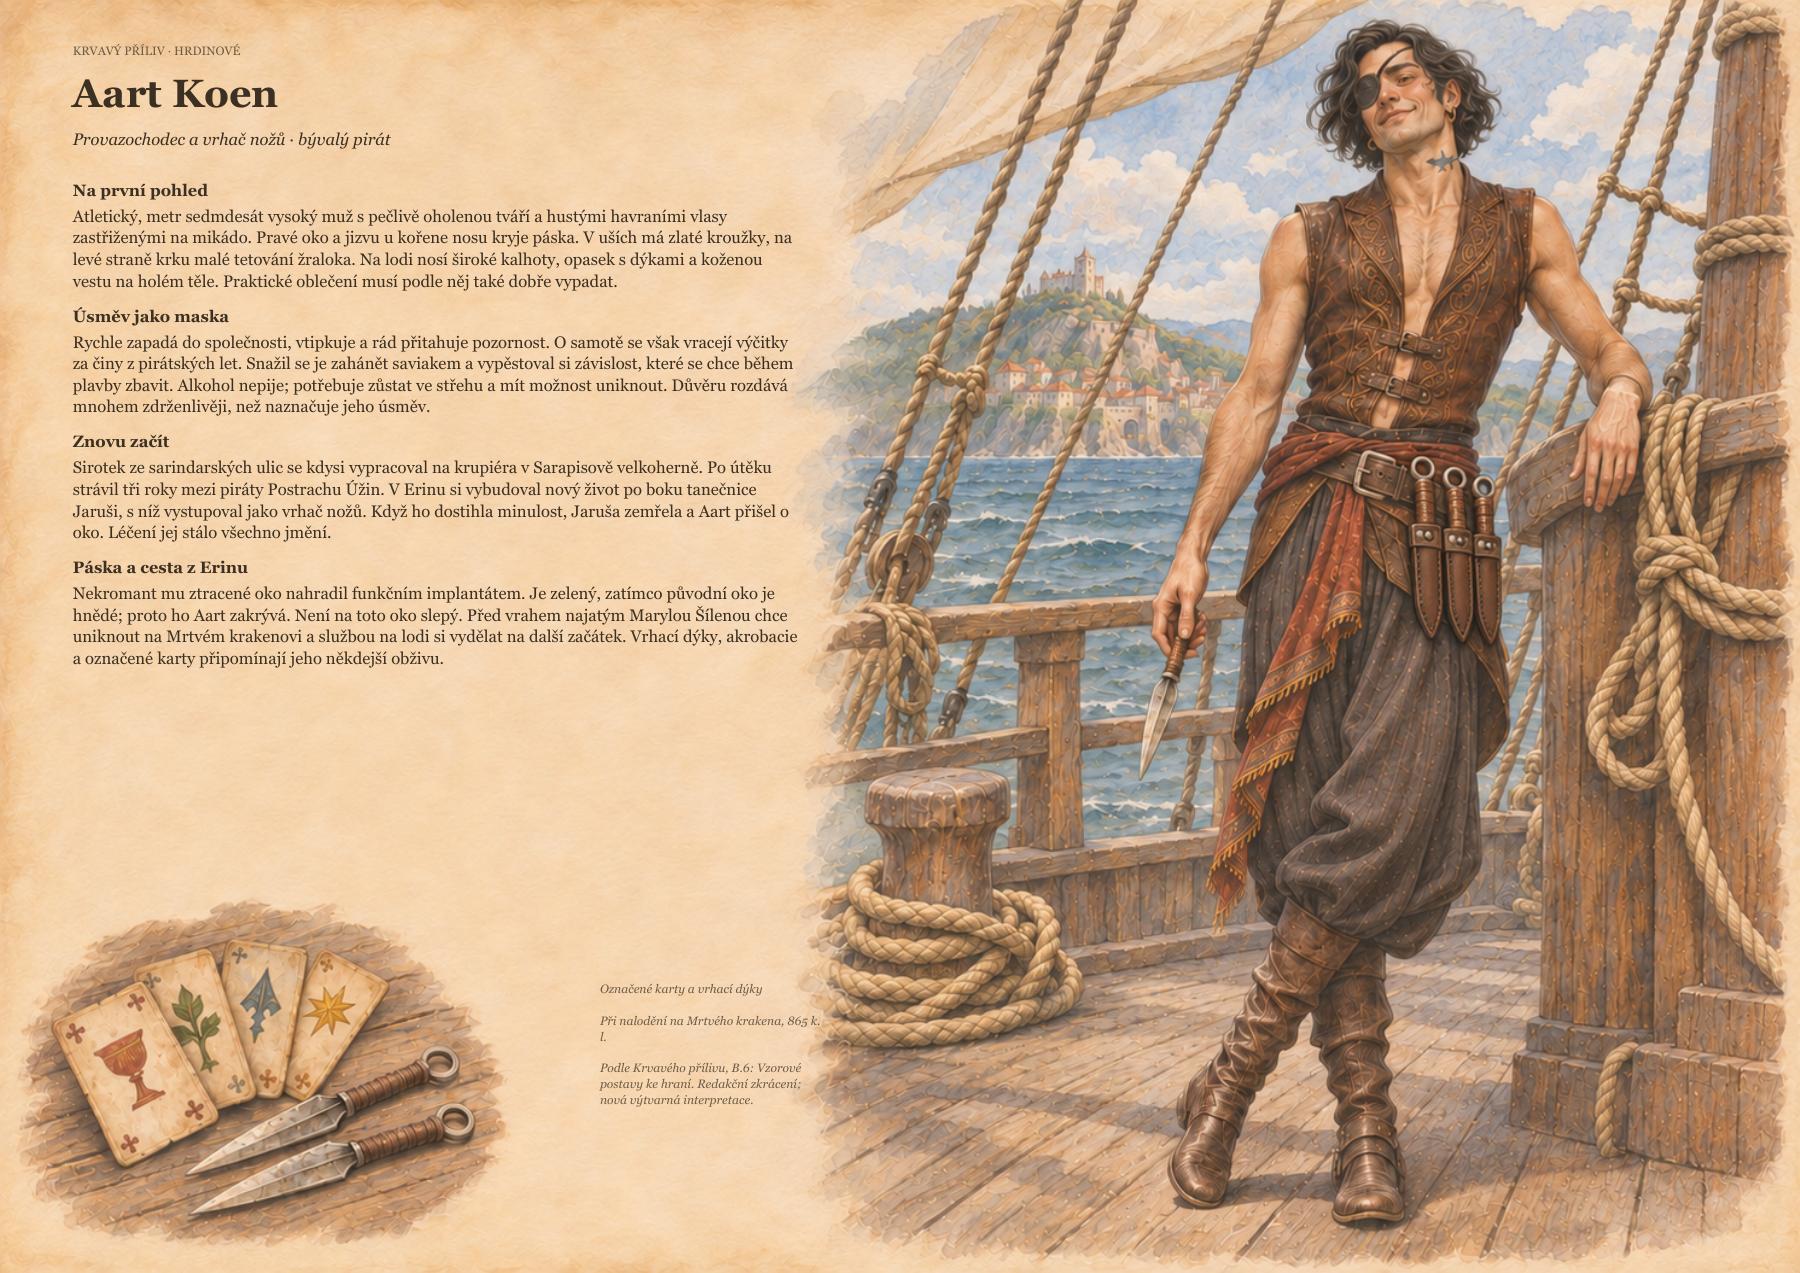 KRVAVÝ PŘÍLIV · HRDINOVÉ
Aart Koen
Provazochodec a vrhač nožů · bývalý pirát
Na první pohled
Atletický, metr sedmdesát vysoký muž s pečlivě oholenou tváří a hustými havraními vlasy
zastřiženými na mikádo. Pravé oko a jizvu u kořene nosu kryje páska. V uších má zlaté kroužky, na
levé straně krku malé tetování žraloka. Na lodi nosí široké kalhoty, opasek s dýkami a koženou
vestu na holém těle. Praktické oblečení musí podle něj také dobře vypadat.
Úsměv jako maska
Rychle zapadá do společnosti, vtipkuje a rád přitahuje pozornost. O samotě se však vracejí výčitky
za činy z pirátských let. Snažil se je zahánět saviakem a vypěstoval si závislost, které se chce během
plavby zbavit. Alkohol nepije; potřebuje zůstat ve střehu a mít možnost uniknout. Důvěru rozdává
mnohem zdrženlivěji, než naznačuje jeho úsměv.
Znovu začít
Sirotek ze sarindarských ulic se kdysi vypracoval na krupiéra v Sarapisově velkoherně. Po útěku
strávil tři roky mezi piráty Postrachu Úžin. V Erinu si vybudoval nový život po boku tanečnice
Jaruši, s níž vystupoval jako vrhač nožů. Když ho dostihla minulost, Jaruša zemřela a Aart přišel o
oko. Léčení jej stálo všechno jmění.
Páska a cesta z Erinu
Nekromant mu ztracené oko nahradil funkčním implantátem. Je zelený, zatímco původní oko je
hnědé; proto ho Aart zakrývá. Není na toto oko slepý. Před vrahem najatým Marylou Šílenou chce
uniknout na Mrtvém krakenovi a službou na lodi si vydělat na další začátek. Vrhací dýky, akrobacie
a označené karty připomínají jeho někdejší obživu.
Označené karty a vrhací dýky
Při nalodění na Mrtvého krakena, 865 k.
l.
Podle Krvavého přílivu, B.6: Vzorové
postavy ke hraní. Redakční zkrácení;
nová výtvarná interpretace.